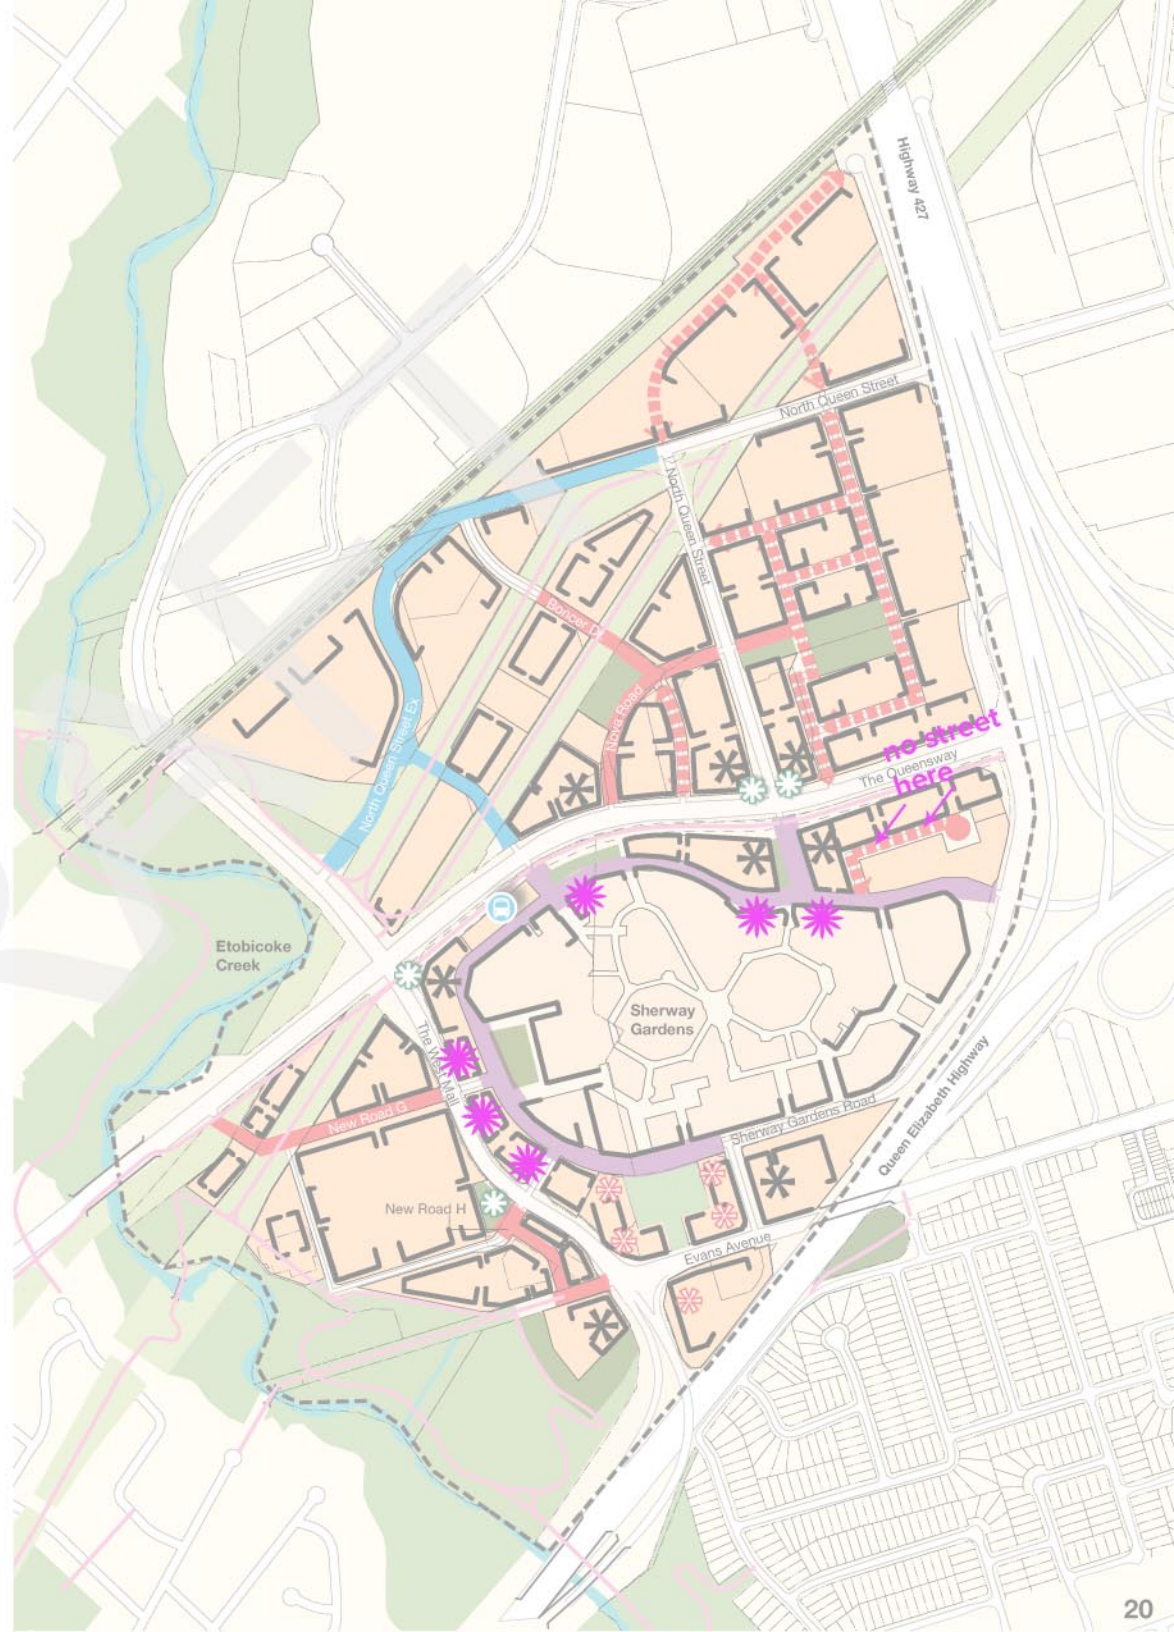 Highway 427
North Queen Street
North Queen Street
Boncer Dr
Nova Road
no street
here
The Queensway
North Queen Street Ex
Etobicoke
Creek
Sherway
Gardens
The West Mall
New Road G
Sherway Gardens Road
Queen Elizabeth Highway
New Road H
Evans Avenue
20